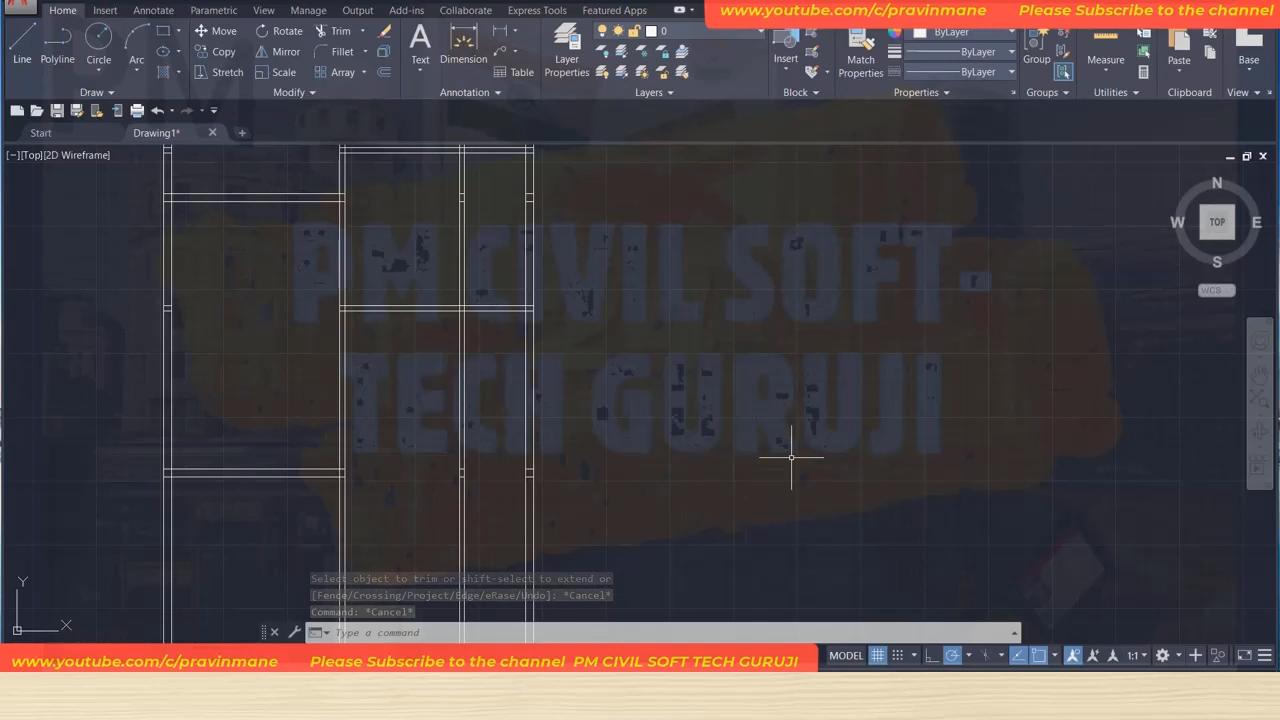 www.youtube.com/c/pravinmane Please Subscribe to the channel
Home Insert Annotate Parametric View Manage Output Add-ins Collaborate Express Tools Featured Apps
Line Polyline Circle Arc
Move Rotate Trim
Copy Mirror Fillet
Stretch Scale Array
Text Dimension Table
Layer Properties
0
Insert
Match Properties
ByLayer
ByLayer
ByLayer
Group Measure Paste Base
Draw Modify Annotation Layers Block Properties Groups Utilities Clipboard View
Start Drawing1*
[−][Top][2D Wireframe]
N
W TOP E
S
WCS
PM CIVIL SOFT-
TECH GURUJI
Y
X
Select object to trim or shift-select to extend or
[Fence/Crossing/Project/Edge/eRase/Undo]: *Cancel*
Command: *Cancel*
Type a command
www.youtube.com/c/pravinmane Please Subscribe to the channel PM CIVIL SOFT TECH GURUJI
MODEL 1:1